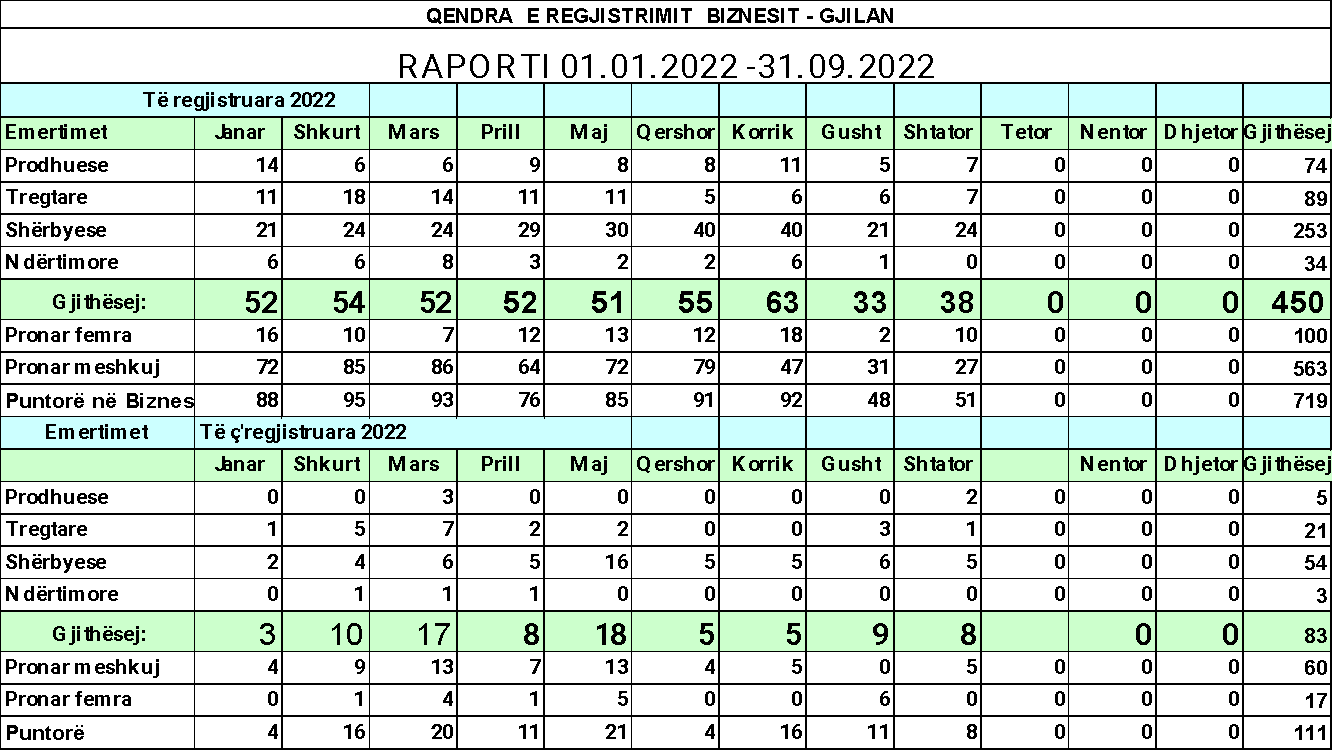 QENDRA E REGJISTRIMIT BIZNESIT - GJILAN
RAPORTI 01.01.2022 -31.09.2022
Të regjistruara 2022
Emertimet Janar Shkurt Mars Prill Maj Qershor Korrik Gusht Shtator Tetor Nentor Dhjetor Gjithësej
Prodhuese 14 6 6 9 8 8 11 5 7 0 0 0 74
Tregtare 11 18 14 11 11 5 6 6 7 0 0 0 89
Shërbyese 21 24 24 29 30 40 40 21 24 0 0 0 253
Ndërtimore 6 6 8 3 2 2 6 1 0 0 0 0 34
Gjithësej: 52 54 52 52 51 55 63 33 38 0 0 0 450
Pronar femra 16 10 7 12 13 12 18 2 10 0 0 0 100
Pronar meshkuj 72 85 86 64 72 79 47 31 27 0 0 0 563
Puntorë në Biznes 88 95 93 76 85 91 92 48 51 0 0 0 719
Emertimet Të ç'regjistruara 2022
Janar Shkurt Mars Prill Maj Qershor Korrik Gusht Shtator Nentor Dhjetor Gjithësej
Prodhuese 0 0 3 0 0 0 0 0 2 0 0 0 5
Tregtare 1 5 7 2 2 0 0 3 1 0 0 0 21
Shërbyese 2 4 6 5 16 5 5 6 5 0 0 0 54
Ndërtimore 0 1 1 1 0 0 0 0 0 0 0 0 3
Gjithësej: 3 10 17 8 18 5 5 9 8 0 0 83
Pronar meshkuj 4 9 13 7 13 4 5 0 5 0 0 0 60
Pronar femra 0 1 4 1 5 0 0 6 0 0 0 0 17
Puntorë 4 16 20 11 21 4 16 11 8 0 0 0 111